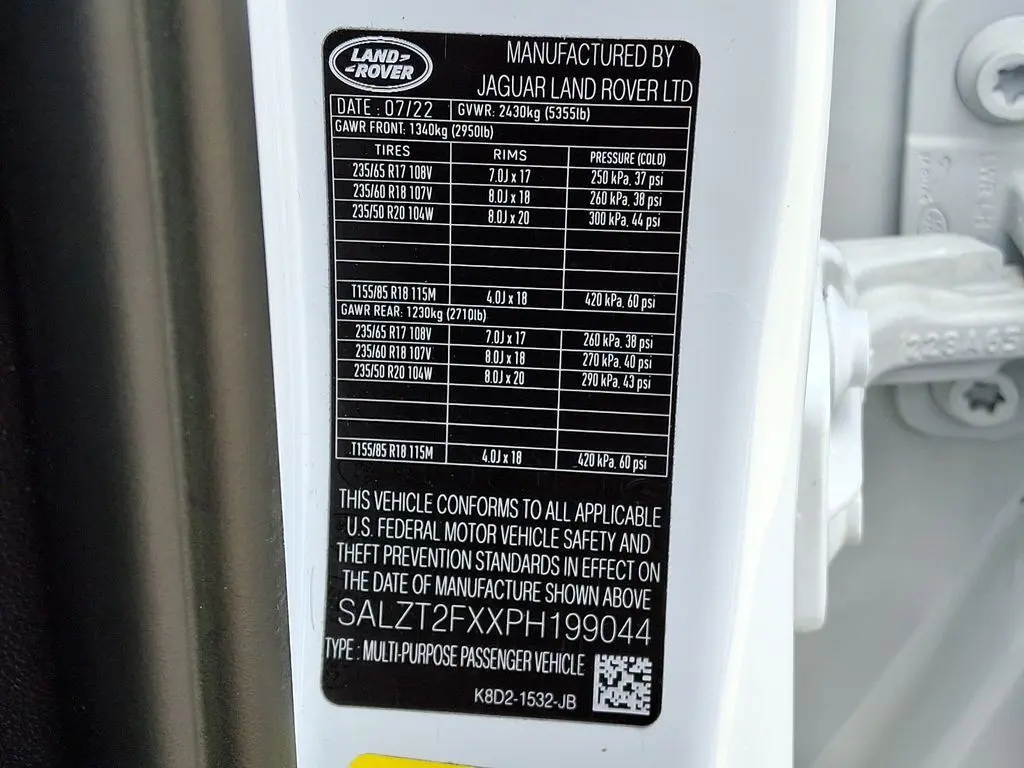 LAND-
-ROVER
MANUFACTURED BY
JAGUAR LAND ROVER LTD
DATE : 07/22 GVWR: 2430kg (5355lb)
GAWR FRONT: 1340kg (2950lb)
TIRES RIMS PRESSURE (COLD)
235/65 R17 108V 7.0J x 17 250 kPa, 37 psi
235/60 R18 107V 8.0J x 18 260 kPa, 38 psi
235/50 R20 104W 8.0J x 20 300 kPa, 44 psi
T155/85 R18 115M 4.0J x 18 420 kPa, 60 psi
GAWR REAR: 1230kg (2710lb)
235/65 R17 108V 7.0J x 17 260 kPa, 38 psi
235/60 R18 107V 8.0J x 18 270 kPa, 40 psi
235/50 R20 104W 8.0J x 20 290 kPa, 43 psi
T155/85 R18 115M 4.0J x 18 420 kPa, 60 psi
THIS VEHICLE CONFORMS TO ALL APPLICABLE
U.S. FEDERAL MOTOR VEHICLE SAFETY AND
THEFT PREVENTION STANDARDS IN EFFECT ON
THE DATE OF MANUFACTURE SHOWN ABOVE
SALZT2FXXPH199044
TYPE : MULTI-PURPOSE PASSENGER VEHICLE
K8D2-1532-JB